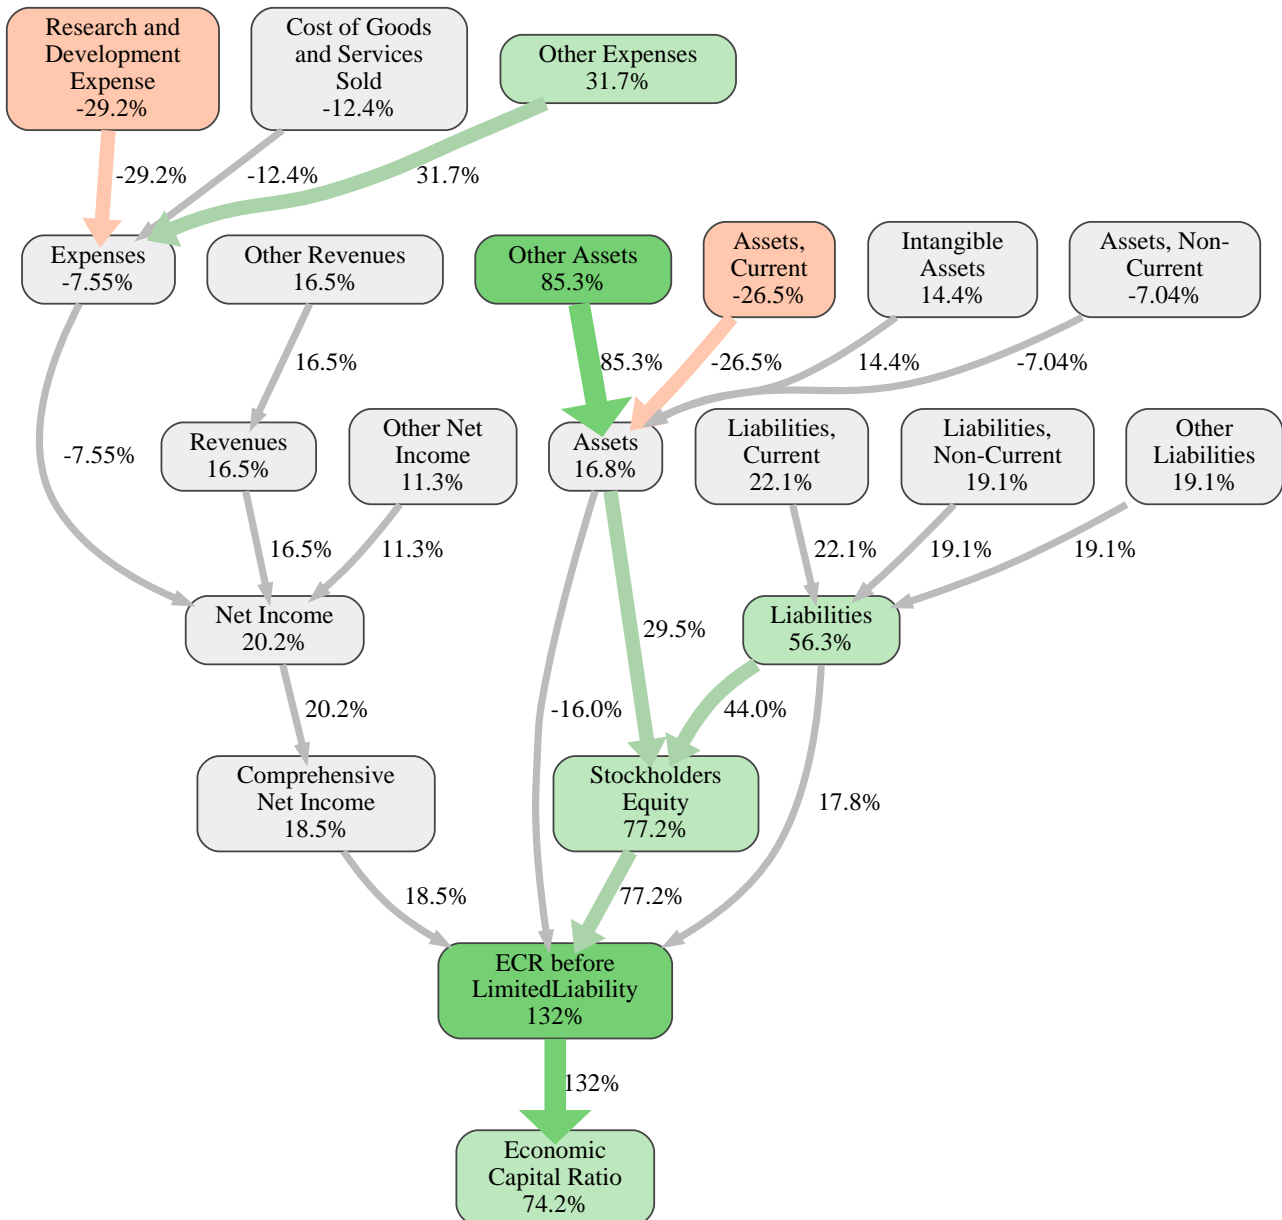 Research and
Development
Expense
-29.2%
Cost of Goods
and Services
Sold
-12.4%
Other Expenses
31.7%
-29.2%
-12.4%
31.7%
Expenses
-7.55%
Other Revenues
16.5%
Other Assets
85.3%
Assets,
Current
-26.5%
Intangible
Assets
14.4%
Assets, Non-
Current
-7.04%
16.5%
85.3%
-26.5%
14.4%
-7.04%
-7.55%
Revenues
16.5%
Other Net
Income
11.3%
Assets
16.8%
Liabilities,
Current
22.1%
Liabilities,
Non-Current
19.1%
Other
Liabilities
19.1%
16.5%
11.3%
22.1%
19.1%
19.1%
Net Income
20.2%
29.5%
Liabilities
56.3%
20.2%
-16.0%
44.0%
Comprehensive
Net Income
18.5%
Stockholders
Equity
77.2%
17.8%
18.5%
77.2%
ECR before
LimitedLiability
132%
132%
Economic
Capital Ratio
74.2%